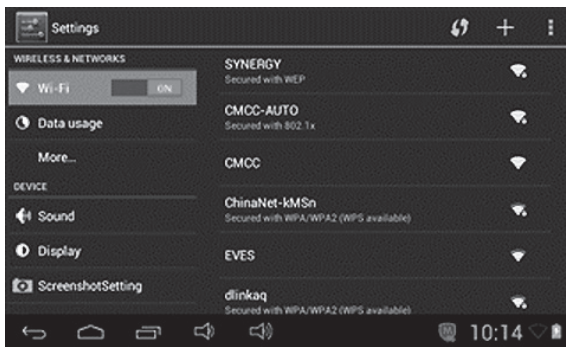 Settings
WIRELESS & NETWORKS
Wi-Fi ON
Data usage
More...
DEVICE
Sound
Display
ScreenshotSetting
SYNERGY
Secured with WEP
CMCC-AUTO
Secured with 802.1x
CMCC
ChinaNet-kMSn
Secured with WPA/WPA2 (WPS available)
EVES
dlinkaq
Secured with WPA/WPA2 (WPS available)
10:14